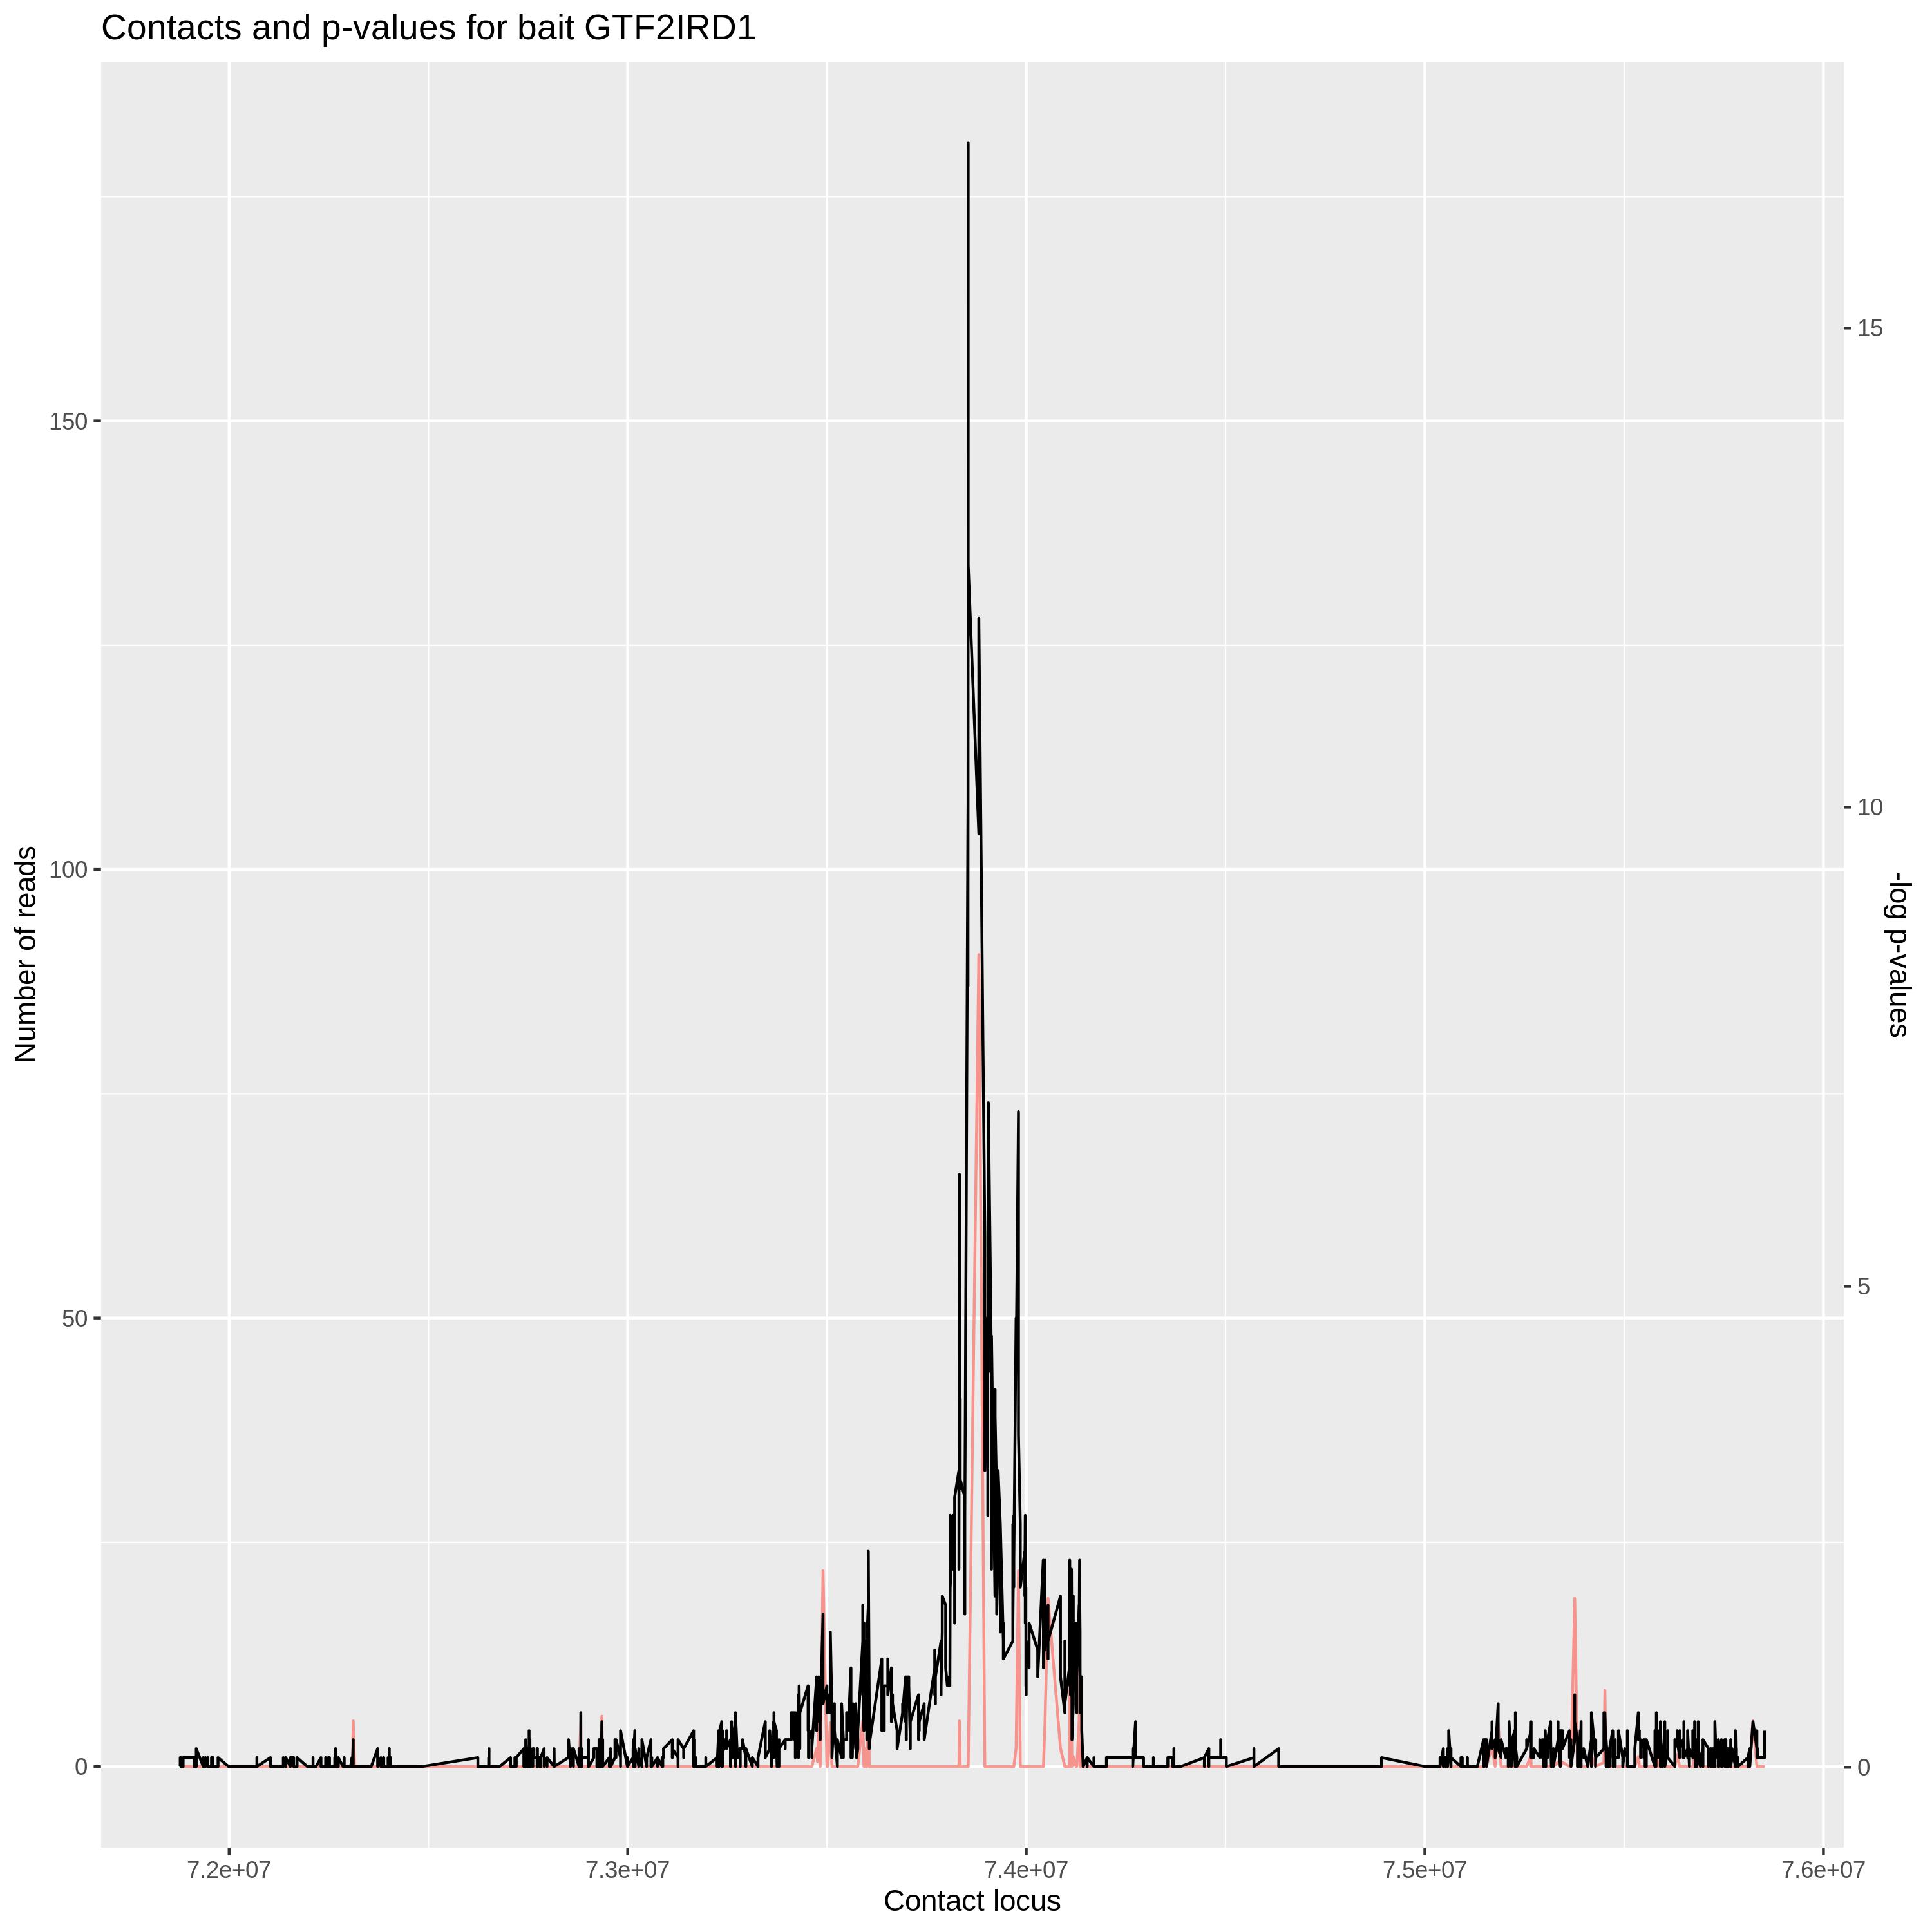 Contacts and p-values for bait GTF2IRD1
Number of reads
150
100
50
0
15
10
5
0
-log p-values
7.2e+07 7.3e+07 7.4e+07 7.5e+07 7.6e+07
Contact locus